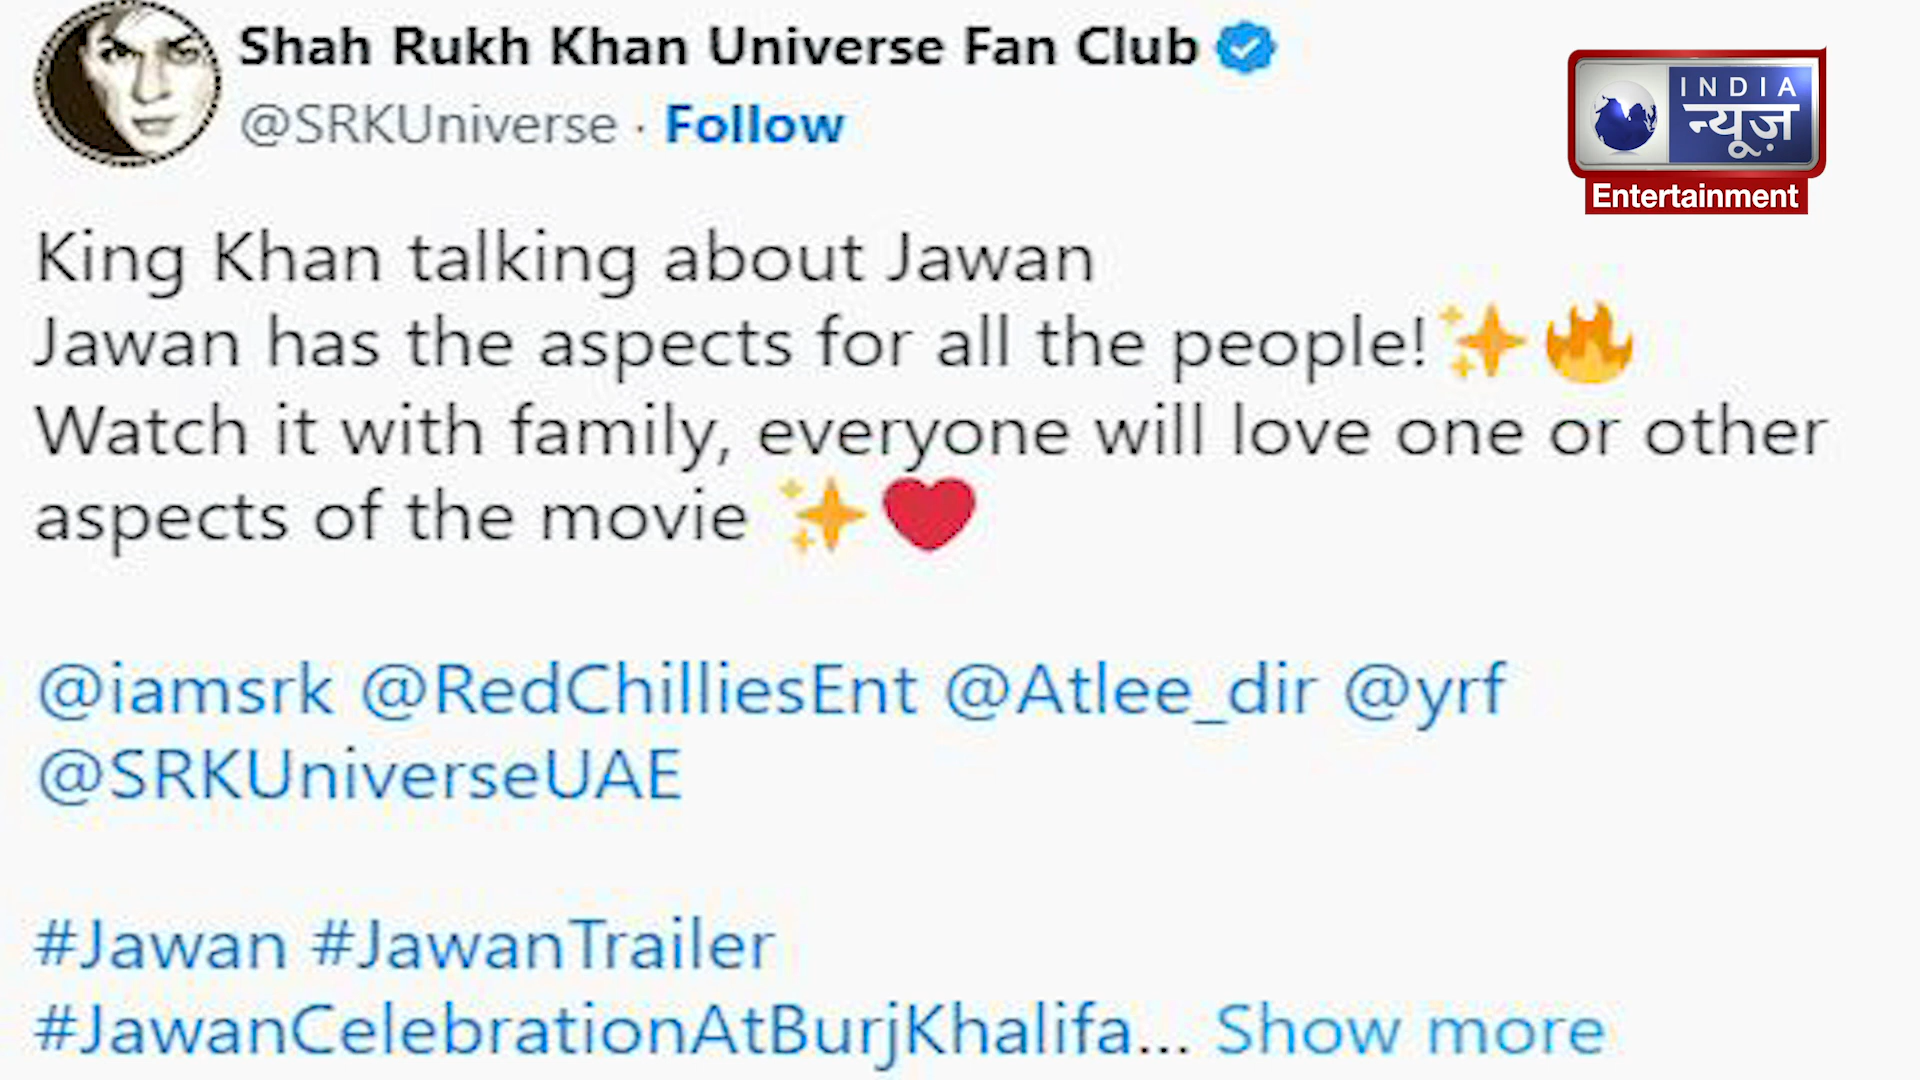 Shah Rukh Khan Universe Fan Club
@SRKUniverse · Follow
INDIA
न्यूज़
Entertainment
King Khan talking about Jawan
Jawan has the aspects for all the people!✨🔥
Watch it with family, everyone will love one or other
aspects of the movie ✨❤️
@iamsrk @RedChilliesEnt @Atlee_dir @yrf
@SRKUniverseUAE
#Jawan #JawanTrailer
#JawanCelebrationAtBurjKhalifa... Show more